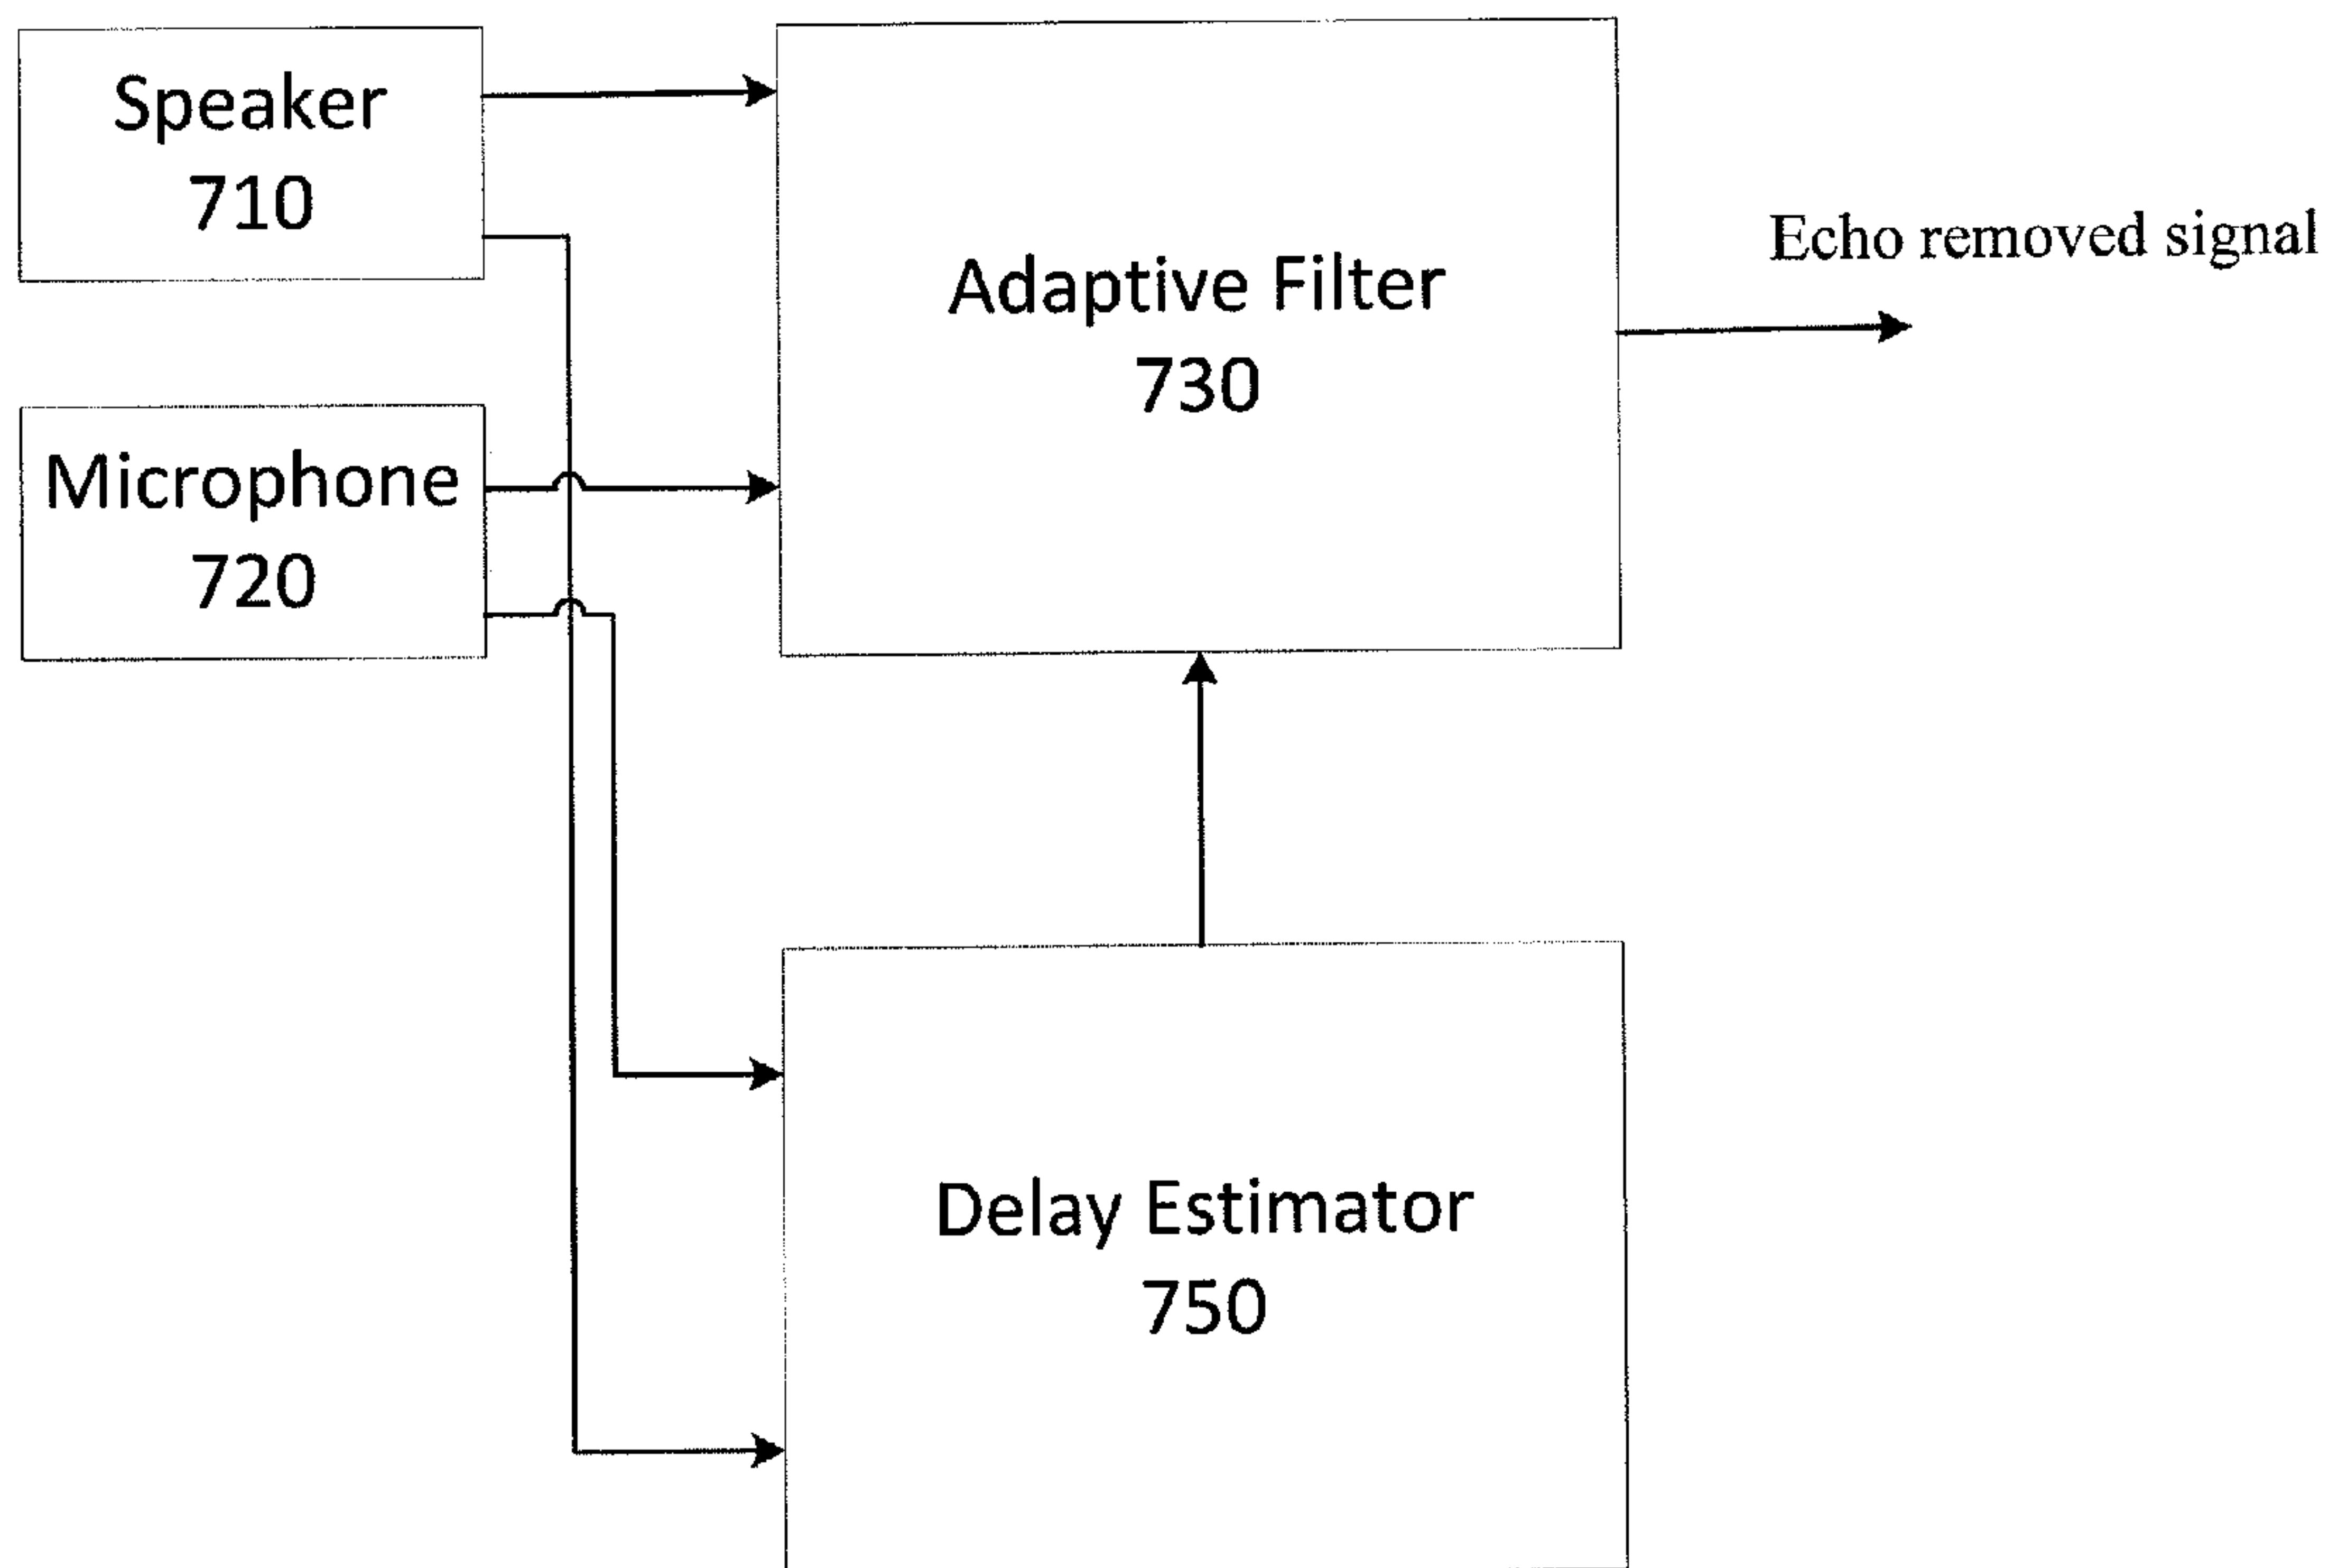 Speaker
710
Adaptive Filter
730
Echo removed signal
Microphone
720
Delay Estimator
750